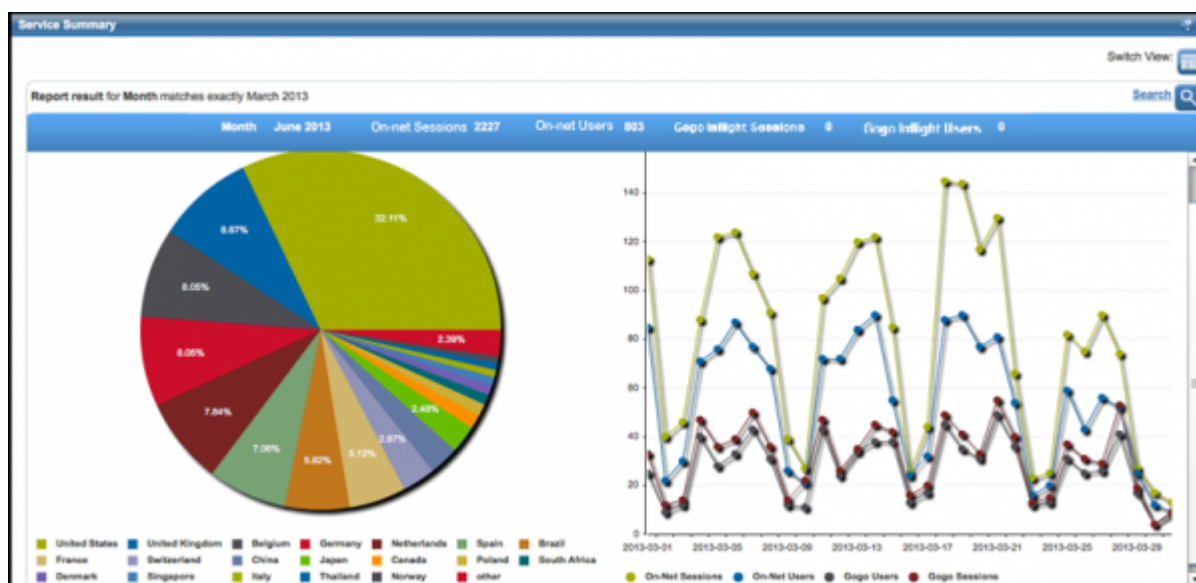 Service Summary
Switch View:
Report result for Month matches exactly March 2013
Search
Month June 2013 On-net Sessions 2227 On-net Users 803 Gogo Inflight Sessions 0 Gogo Inflight Users 0
32.11%
8.67%
8.05%
8.05%
7.84%
7.06%
5.82%
5.12%
2.97%
2.48%
2.39%
140
120
100
80
60
40
20
0
2013-03-01 2013-03-05 2013-03-09 2013-03-13 2013-03-17 2013-03-21 2013-03-25 2013-03-29
United States United Kingdom Belgium Germany Netherlands Spain Brazil
France Switzerland China Japan Canada Poland South Africa
Denmark Singapore Italy Thailand Norway other
On-Net Sessions On-Net Users Gogo Users Gogo Sessions